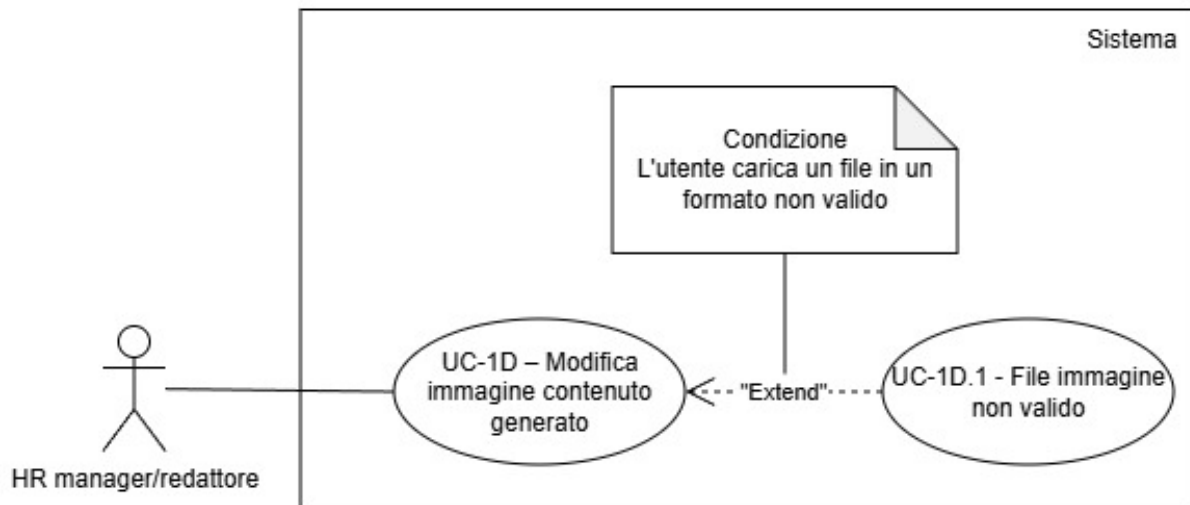 Sistema
Condizione
L'utente carica un file in un
formato non valido
UC-1D – Modifica
immagine contenuto
generato
"Extend"
UC-1D.1 - File immagine
non valido
HR manager/redattore